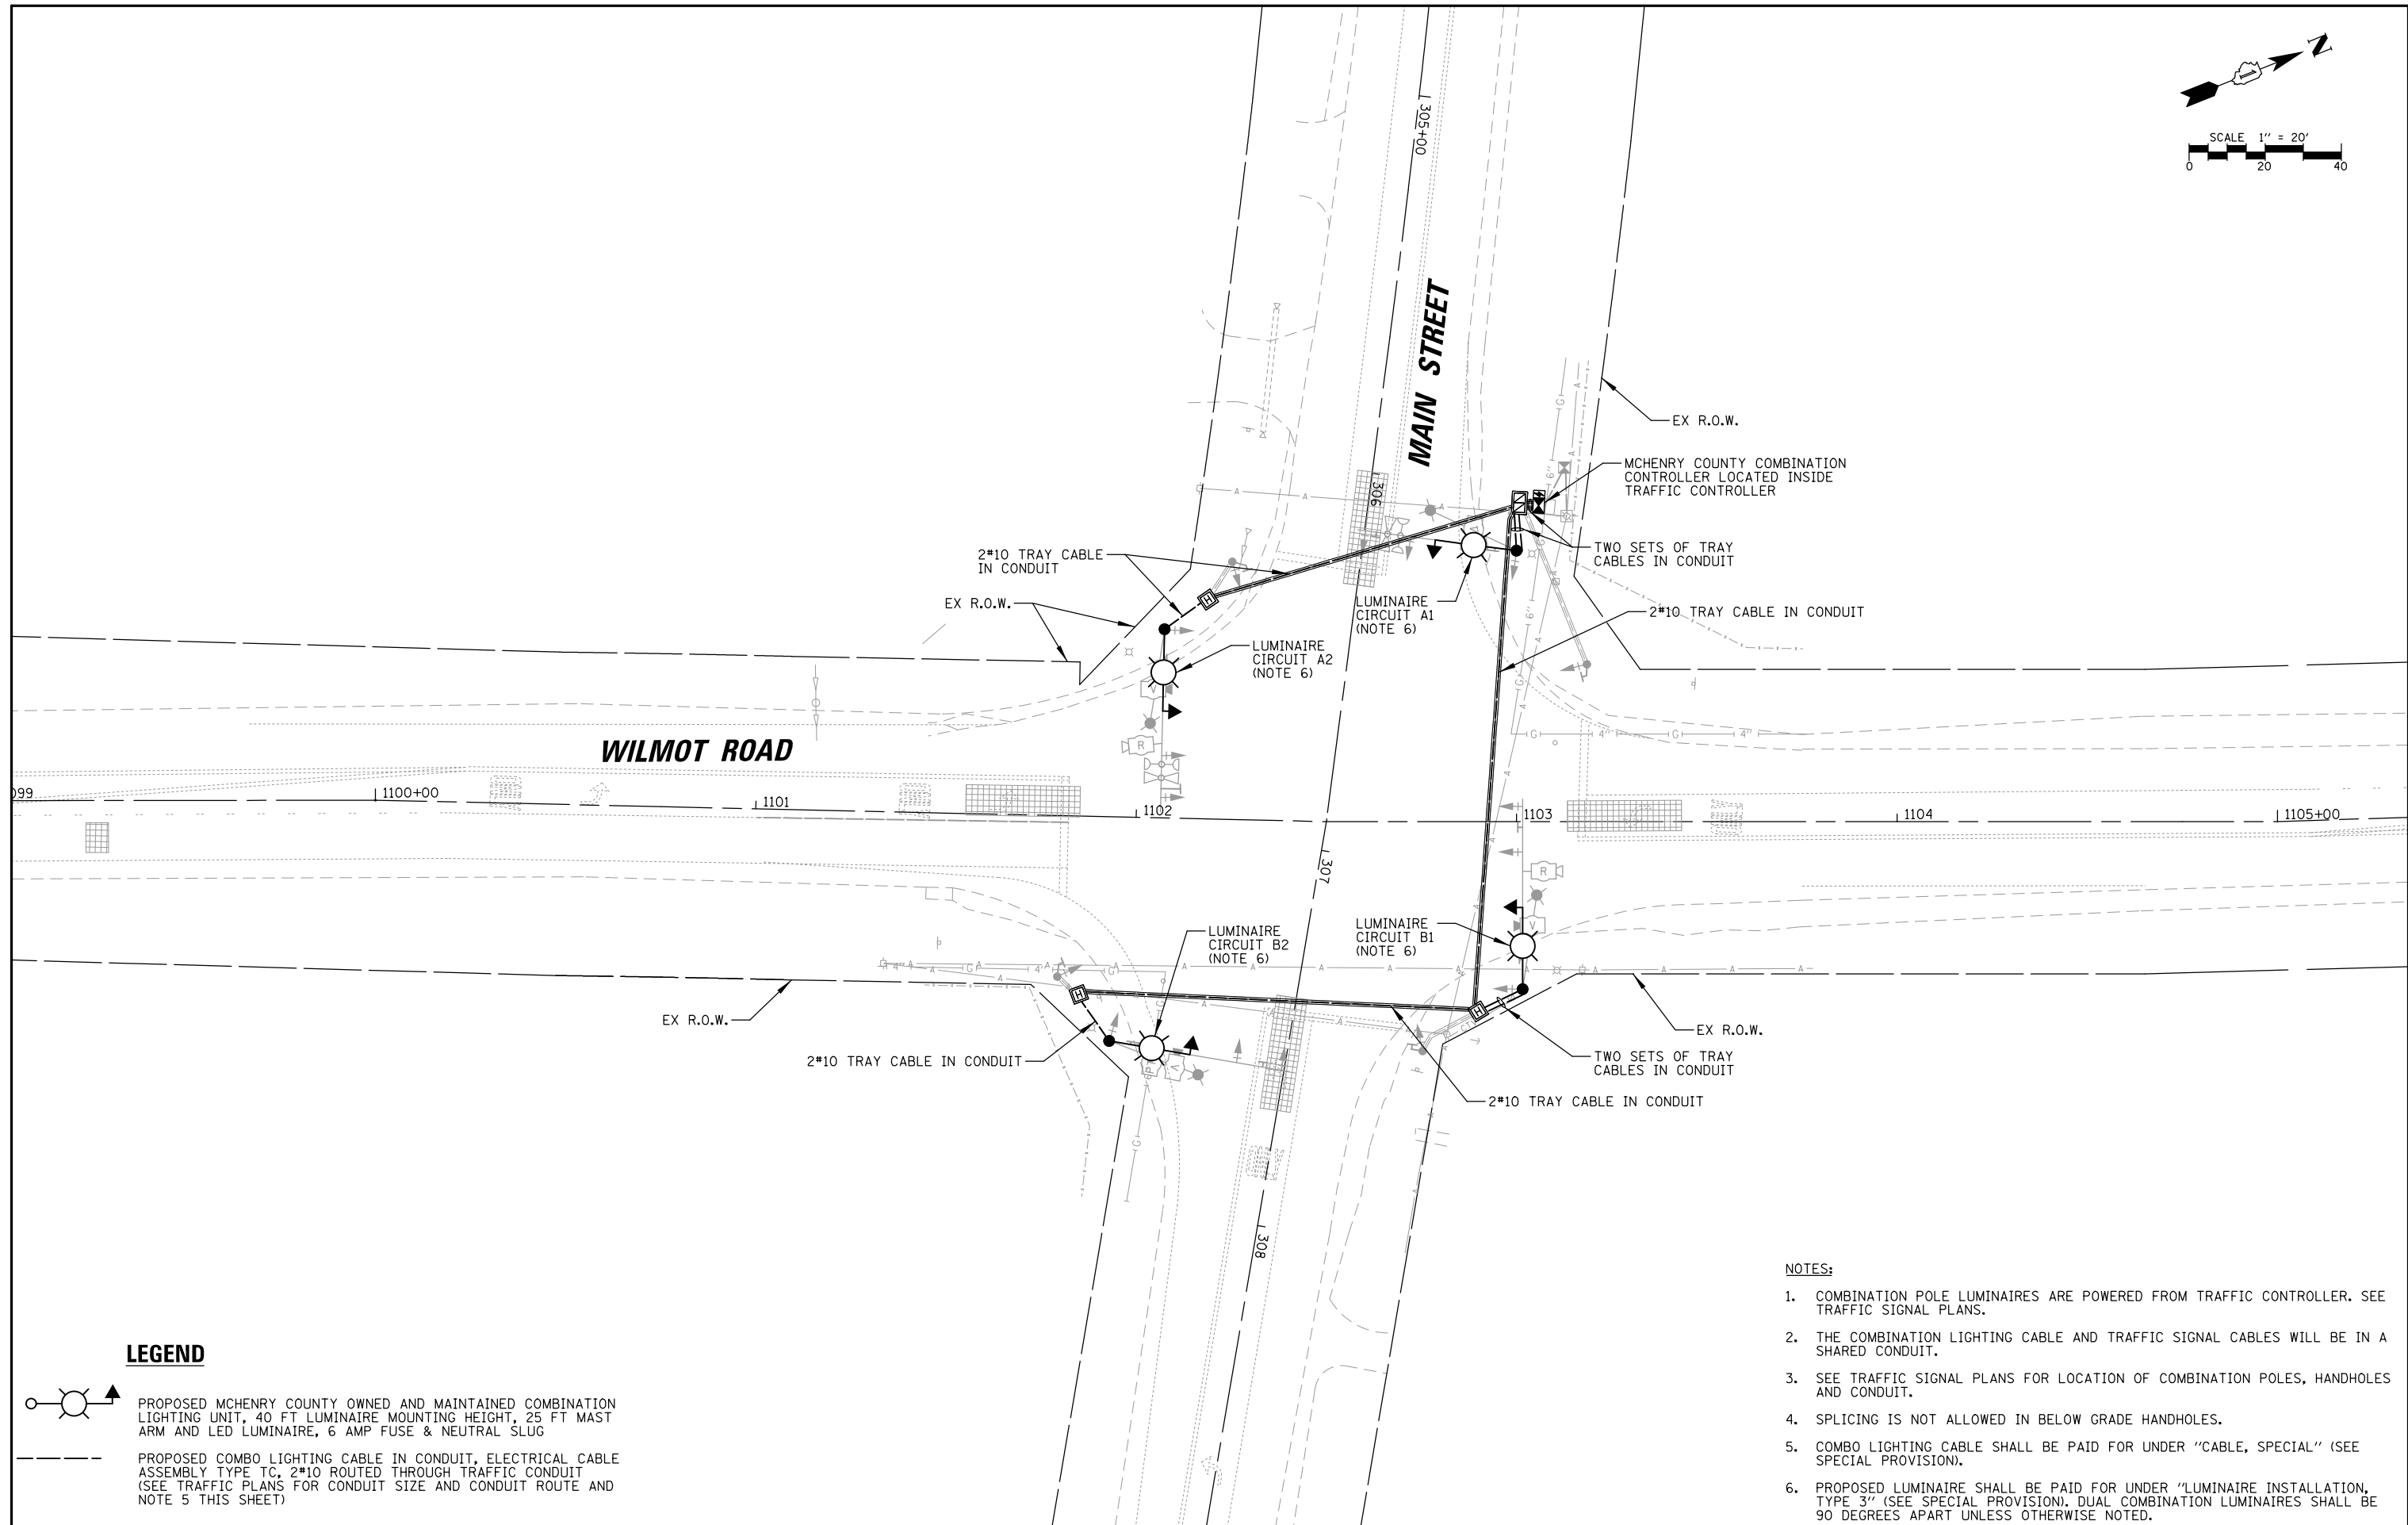 N
1
SCALE 1'' = 20'
0 20 40
305+00
MAIN STREET
EX R.O.W.
MCHENRY COUNTY COMBINATION
CONTROLLER LOCATED INSIDE
TRAFFIC CONTROLLER
306
2#10 TRAY CABLE
IN CONDUIT
TWO SETS OF TRAY
CABLES IN CONDUIT
EX R.O.W.
LUMINAIRE
CIRCUIT A1
(NOTE 6)
2#10 TRAY CABLE IN CONDUIT
LUMINAIRE
CIRCUIT A2
(NOTE 6)
WILMOT ROAD
099
1100+00
1101
1102
1103
1104
1105+00
307
LUMINAIRE
CIRCUIT B2
(NOTE 6)
LUMINAIRE
CIRCUIT B1
(NOTE 6)
EX R.O.W.
EX R.O.W.
2#10 TRAY CABLE IN CONDUIT
TWO SETS OF TRAY
CABLES IN CONDUIT
2#10 TRAY CABLE IN CONDUIT
308
LEGEND
PROPOSED MCHENRY COUNTY OWNED AND MAINTAINED COMBINATION
LIGHTING UNIT, 40 FT LUMINAIRE MOUNTING HEIGHT, 25 FT MAST
ARM AND LED LUMINAIRE, 6 AMP FUSE & NEUTRAL SLUG
PROPOSED COMBO LIGHTING CABLE IN CONDUIT, ELECTRICAL CABLE
ASSEMBLY TYPE TC, 2#10 ROUTED THROUGH TRAFFIC CONDUIT
(SEE TRAFFIC PLANS FOR CONDUIT SIZE AND CONDUIT ROUTE AND
NOTE 5 THIS SHEET)
NOTES:
1. COMBINATION POLE LUMINAIRES ARE POWERED FROM TRAFFIC CONTROLLER. SEE
TRAFFIC SIGNAL PLANS.
2. THE COMBINATION LIGHTING CABLE AND TRAFFIC SIGNAL CABLES WILL BE IN A
SHARED CONDUIT.
3. SEE TRAFFIC SIGNAL PLANS FOR LOCATION OF COMBINATION POLES, HANDHOLES
AND CONDUIT.
4. SPLICING IS NOT ALLOWED IN BELOW GRADE HANDHOLES.
5. COMBO LIGHTING CABLE SHALL BE PAID FOR UNDER ''CABLE, SPECIAL'' (SEE
SPECIAL PROVISION).
6. PROPOSED LUMINAIRE SHALL BE PAID FOR UNDER ''LUMINAIRE INSTALLATION,
TYPE 3'' (SEE SPECIAL PROVISION). DUAL COMBINATION LUMINAIRES SHALL BE
90 DEGREES APART UNLESS OTHERWISE NOTED.